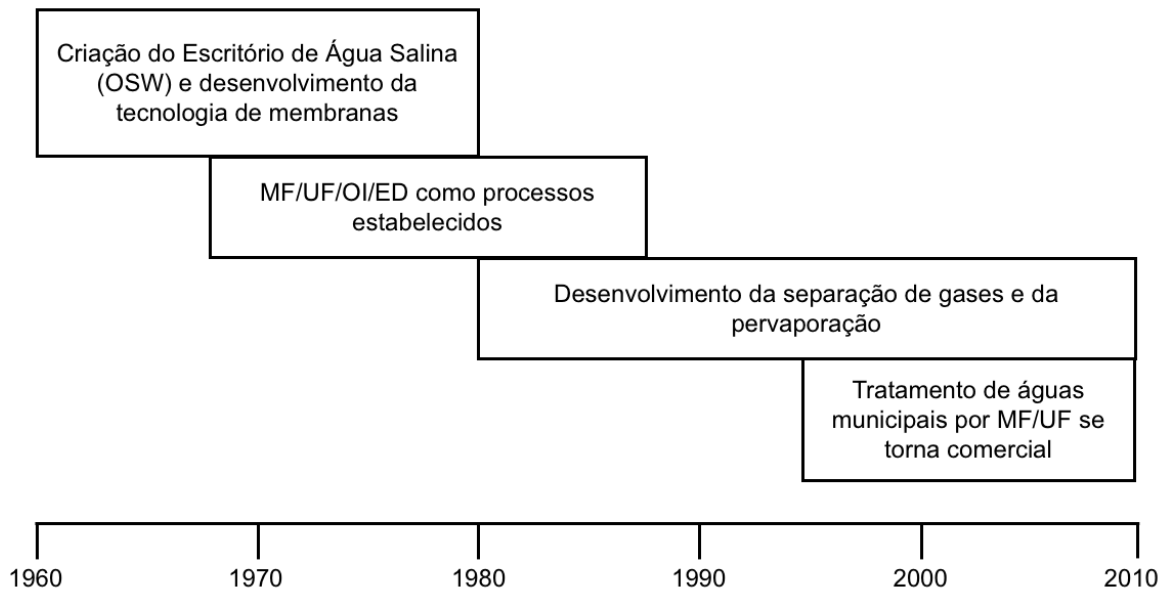 Criação do Escritório de Água Salina
(OSW) e desenvolvimento da
tecnologia de membranas
MF/UF/OI/ED como processos
estabelecidos
Desenvolvimento da separação de gases e da
pervaporação
Tratamento de águas
municipais por MF/UF se
torna comercial
1960 1970 1980 1990 2000 2010